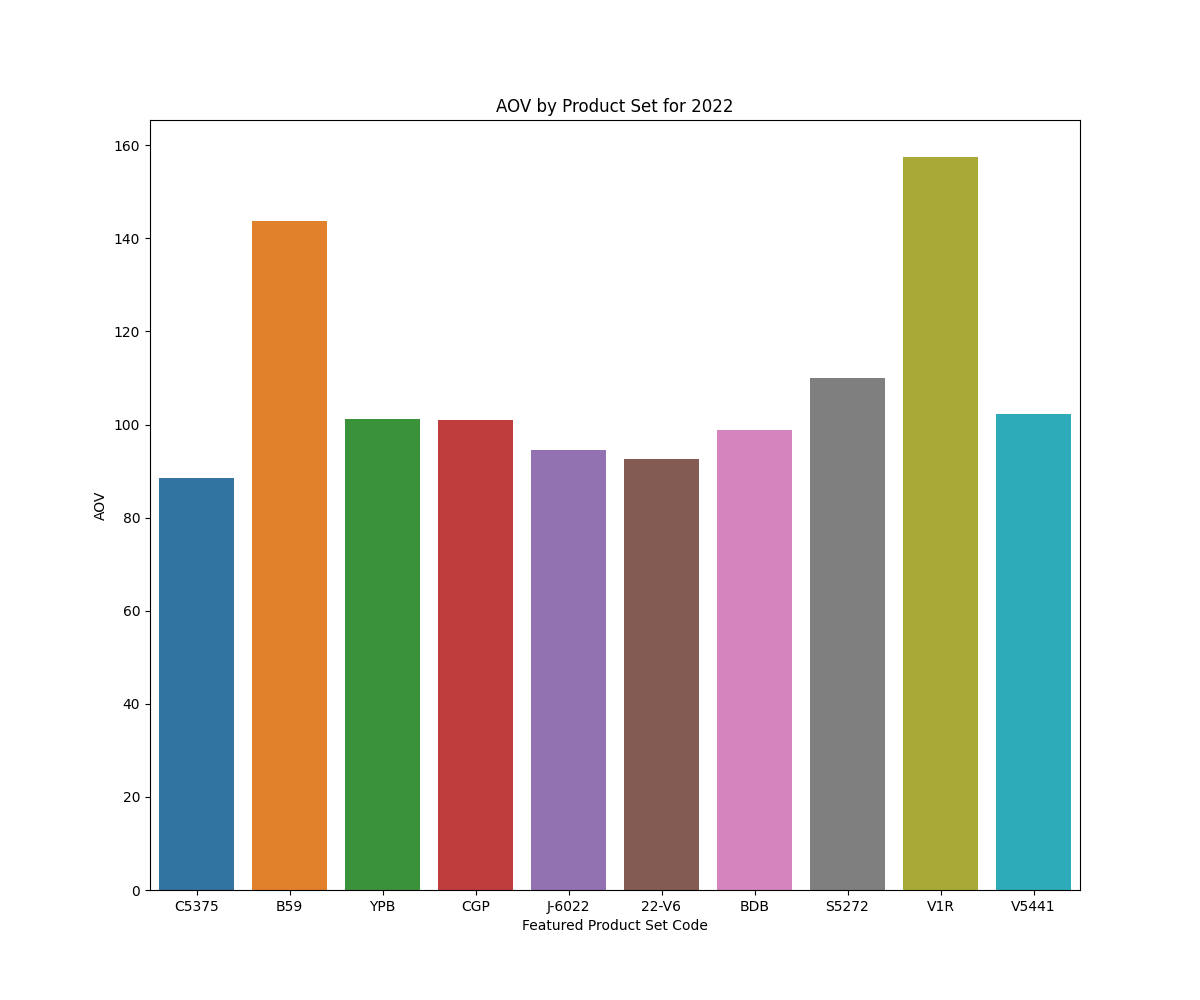 AOV by Product Set for 2022
160
140
120
100
80
60
40
20
0
AOV
C5375 B59 YPB CGP J-6022 22-V6 BDB S5272 V1R V5441
Featured Product Set Code